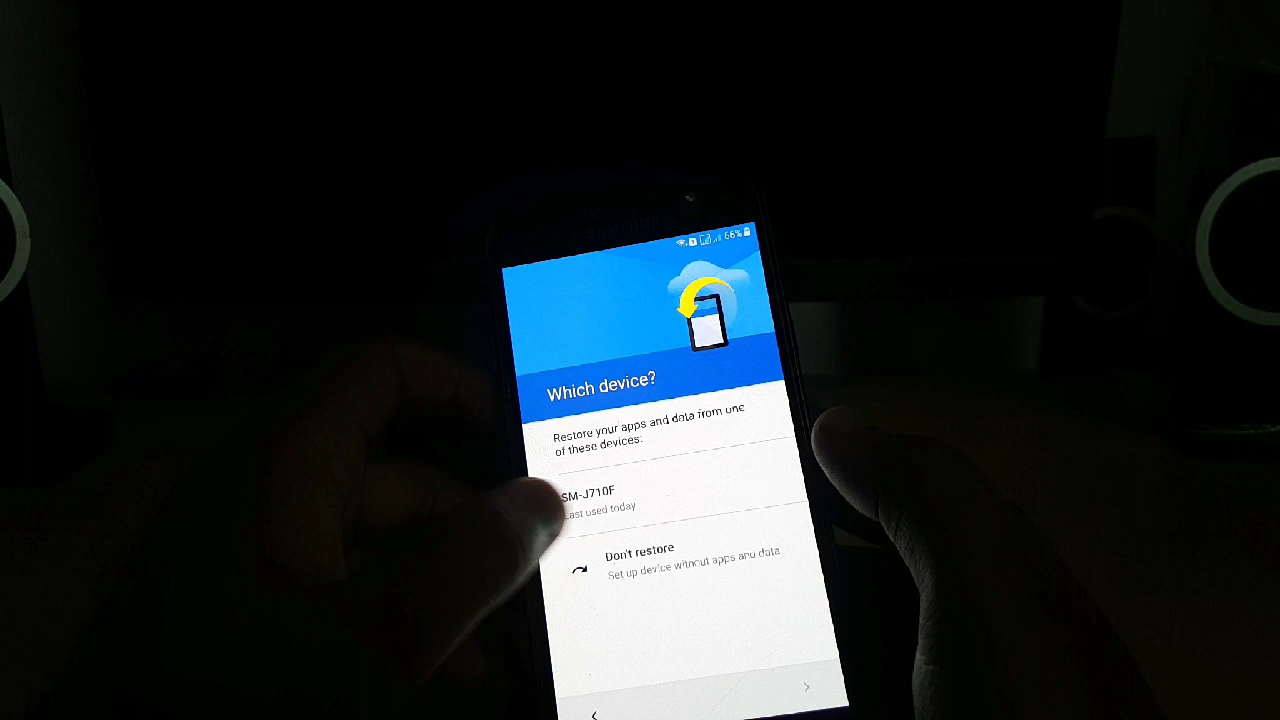 66%
Which device?
Restore your apps and data from one
of these devices:
SM-J710F
Last used today
Don't restore
Set up device without apps and data